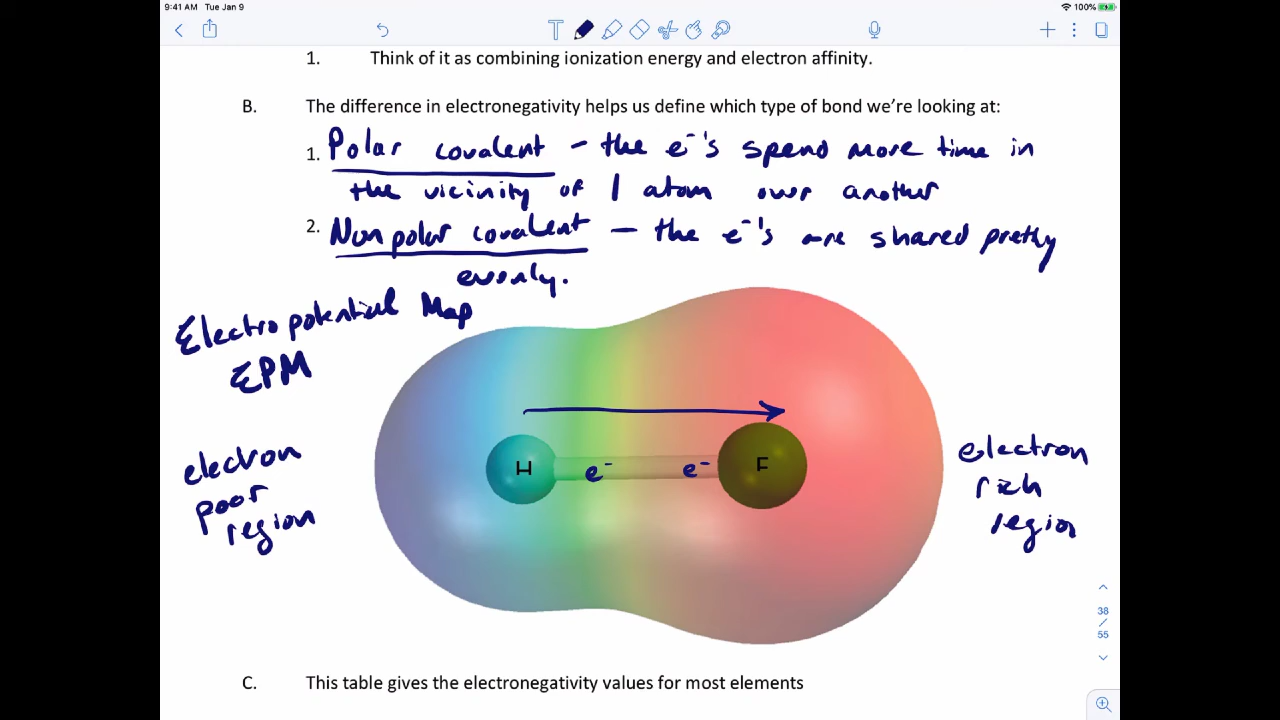 9:41 AM Tue Jan 9
100%
1. Think of it as combining ionization energy and electron affinity.
B. The difference in electronegativity helps us define which type of bond we're looking at:
1. Polar covalent - the e⁻'s spend more time in
the vicinity of 1 atom over another
2. Nonpolar covalent - the e⁻'s are shared pretty
evenly.
Electropotential Map
EPM
electron
poor
region
H e⁻ e⁻ F
electron
rich
region
38
/
55
C. This table gives the electronegativity values for most elements